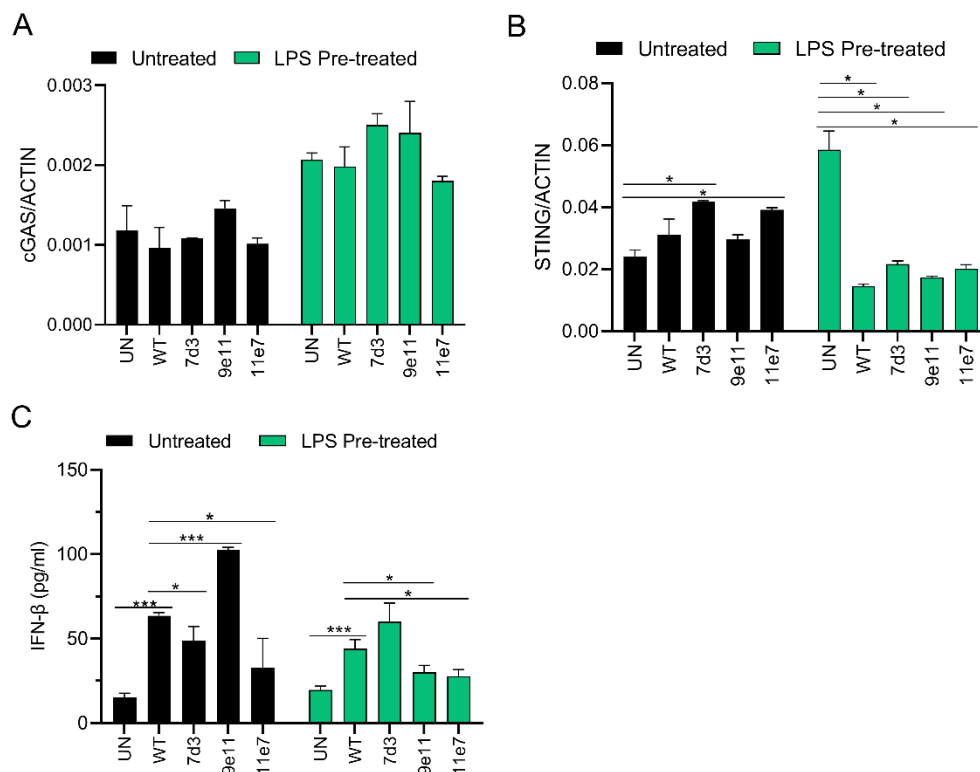 A
Untreated LPS Pre-treated
cGAS/ACTIN
0.003
0.002
0.001
0.000
UN WT 7d3 9e11 11e7 UN WT 7d3 9e11 11e7
B
Untreated LPS Pre-treated
STING/ACTIN
0.08
0.06
0.04
0.02
0.00
*
*
*
*
*
*
UN WT 7d3 9e11 11e7 UN WT 7d3 9e11 11e7
C
Untreated LPS Pre-treated
IFN-β (pg/ml)
150
100
50
0
*
***
*
***
*
*
***
UN WT 7d3 9e11 11e7 UN WT 7d3 9e11 11e7